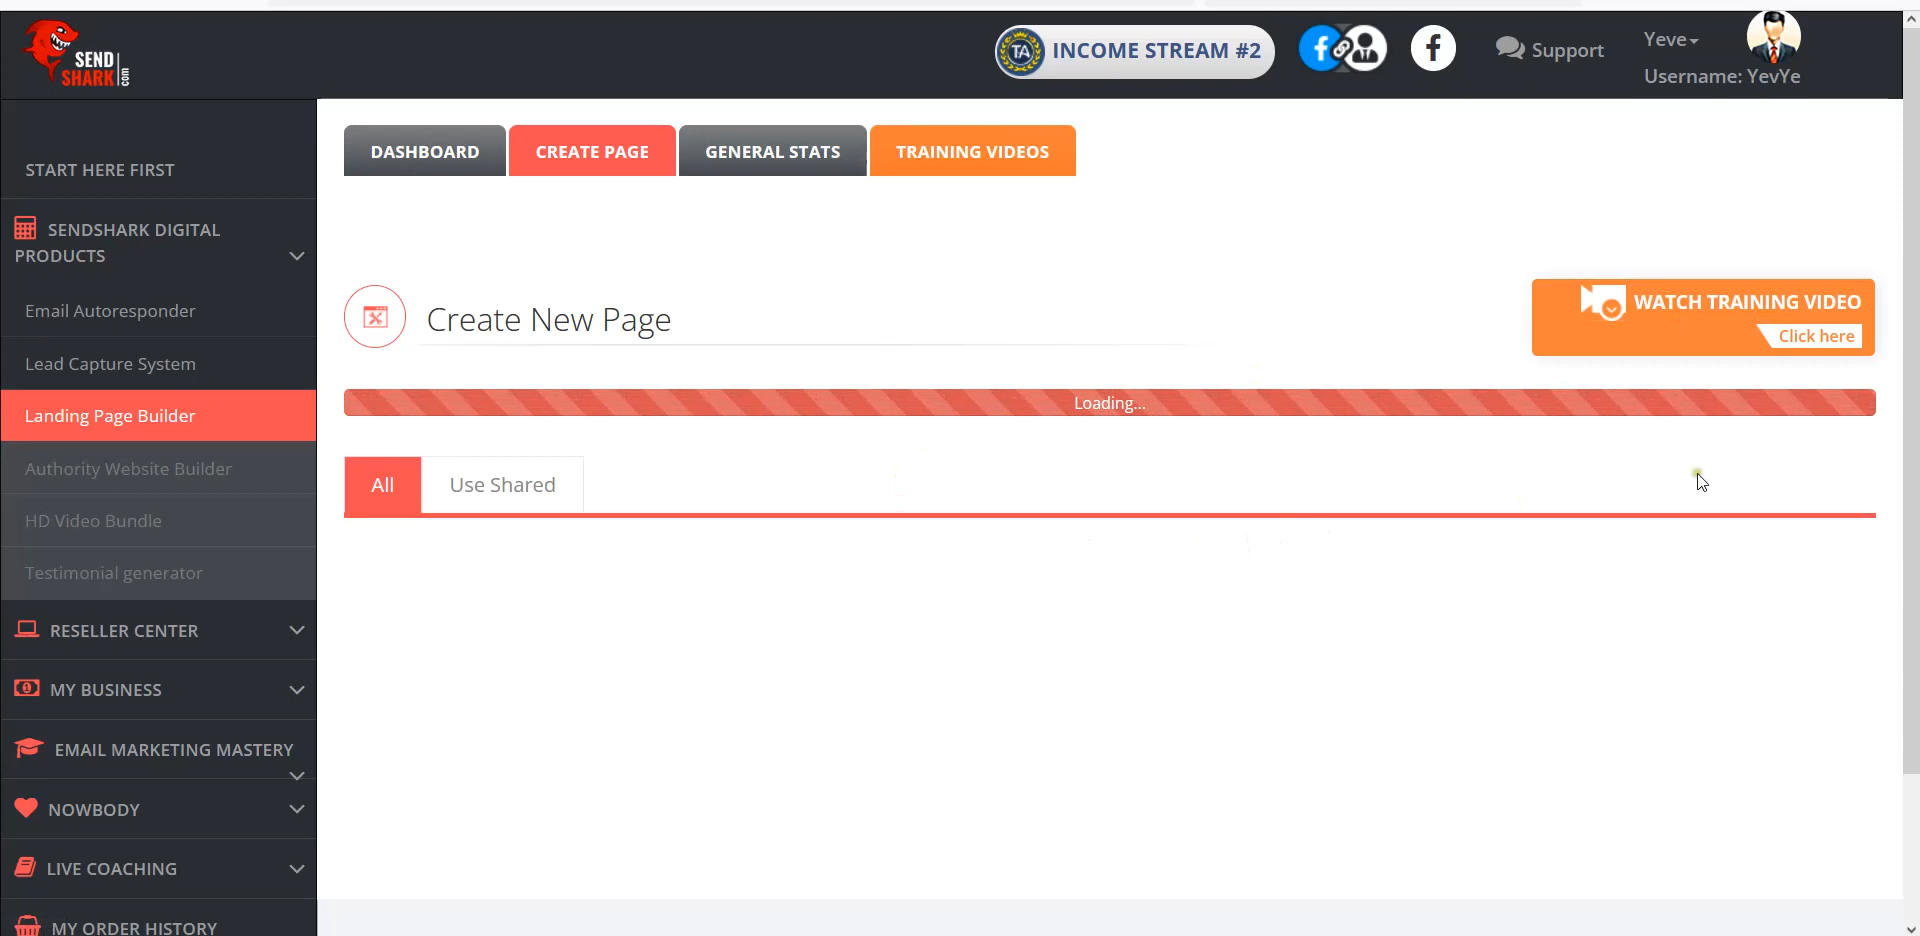 SEND
SHARK
.com
TA
INCOME STREAM #2
Support
Yeve
Username: YevYe
START HERE FIRST
SENDSHARK DIGITAL
PRODUCTS
Email Autoresponder
Lead Capture System
Landing Page Builder
Authority Website Builder
HD Video Bundle
Testimonial generator
RESELLER CENTER
MY BUSINESS
EMAIL MARKETING MASTERY
NOWBODY
LIVE COACHING
MY ORDER HISTORY
DASHBOARD
CREATE PAGE
GENERAL STATS
TRAINING VIDEOS
Create New Page
WATCH TRAINING VIDEO
Click here
Loading...
All
Use Shared